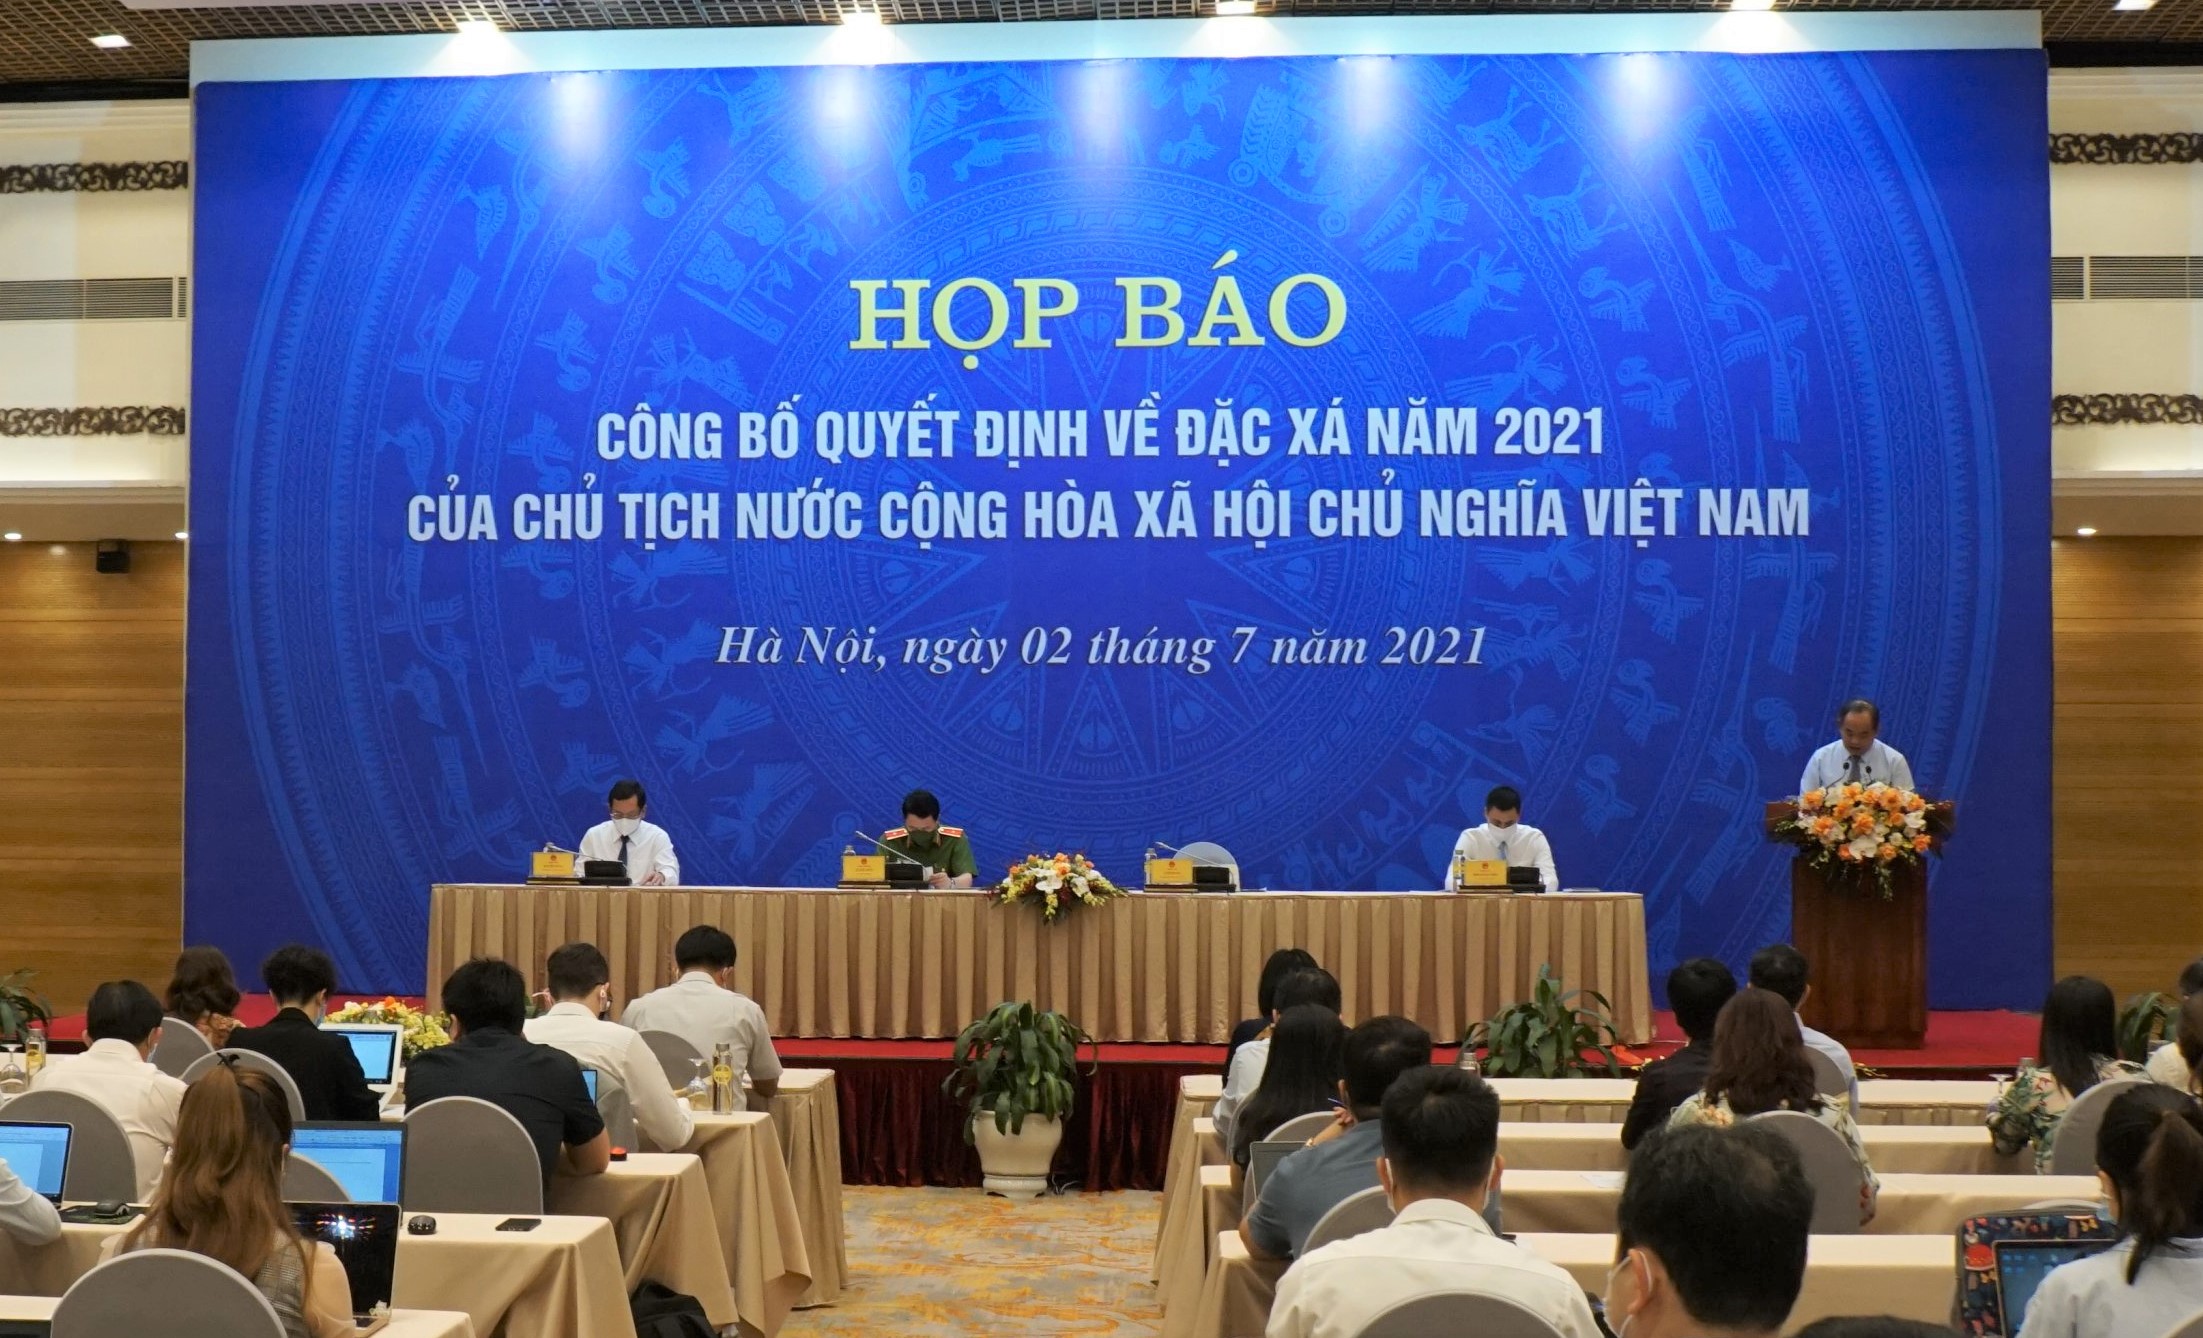 HỌP BÁO
CÔNG BỐ QUYẾT ĐỊNH VỀ ĐẶC XÁ NĂM 2021
CỦA CHỦ TỊCH NƯỚC CỘNG HÒA XÃ HỘI CHỦ NGHĨA VIỆT NAM
Hà Nội, ngày 02 tháng 7 năm 2021